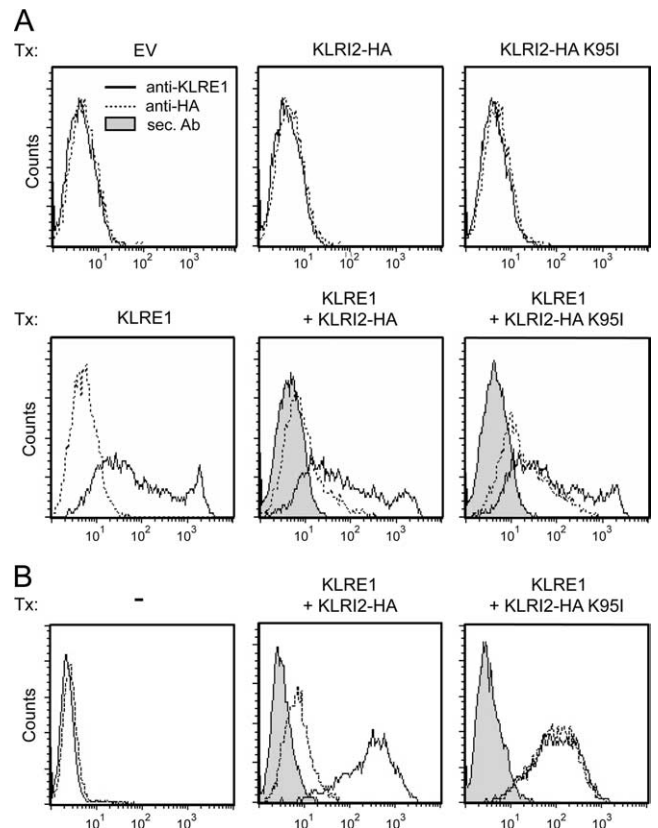 A
Tx: EV KLRI2-HA KLRI2-HA K95I
anti-KLRE1
anti-HA
sec. Ab
Counts
10¹ 10² 10³ 10¹ 10² 10³ 10¹ 10² 10³
Tx: KLRE1 KLRE1 + KLRI2-HA KLRE1 + KLRI2-HA K95I
Counts
10¹ 10² 10³ 10¹ 10² 10³ 10¹ 10² 10³
B
Tx: - KLRE1 + KLRI2-HA KLRE1 + KLRI2-HA K95I
Counts
10¹ 10² 10³ 10¹ 10² 10³ 10¹ 10² 10³